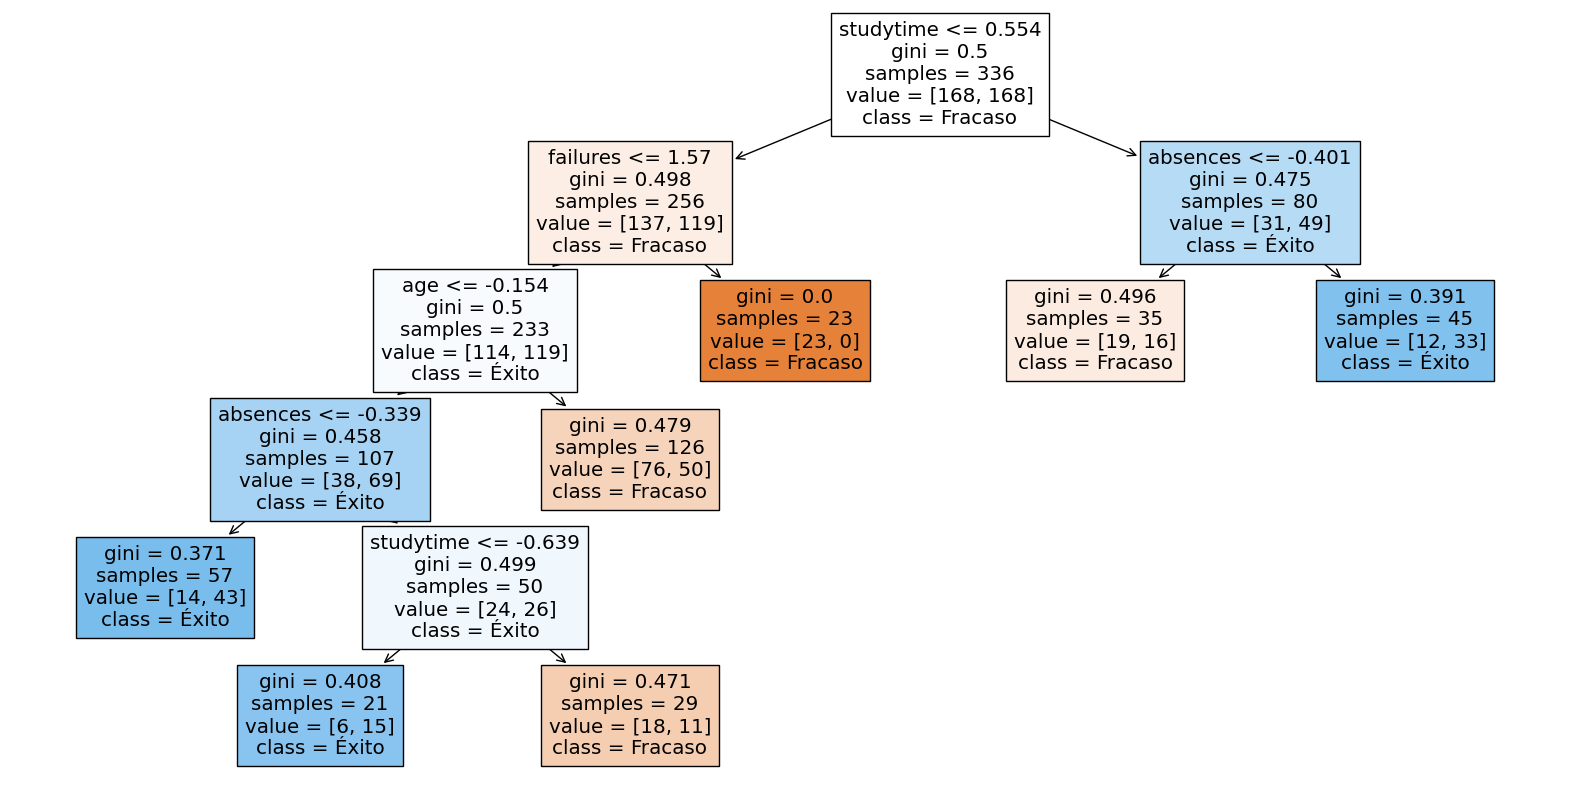 studytime <= 0.554
gini = 0.5
samples = 336
value = [168, 168]
class = Fracaso
failures <= 1.57
gini = 0.498
samples = 256
value = [137, 119]
class = Fracaso
absences <= -0.401
gini = 0.475
samples = 80
value = [31, 49]
class = Éxito
age <= -0.154
gini = 0.5
samples = 233
value = [114, 119]
class = Éxito
gini = 0.0
samples = 23
value = [23, 0]
class = Fracaso
gini = 0.496
samples = 35
value = [19, 16]
class = Fracaso
gini = 0.391
samples = 45
value = [12, 33]
class = Éxito
absences <= -0.339
gini = 0.458
samples = 107
value = [38, 69]
class = Éxito
gini = 0.479
samples = 126
value = [76, 50]
class = Fracaso
gini = 0.371
samples = 57
value = [14, 43]
class = Éxito
studytime <= -0.639
gini = 0.499
samples = 50
value = [24, 26]
class = Éxito
gini = 0.408
samples = 21
value = [6, 15]
class = Éxito
gini = 0.471
samples = 29
value = [18, 11]
class = Fracaso